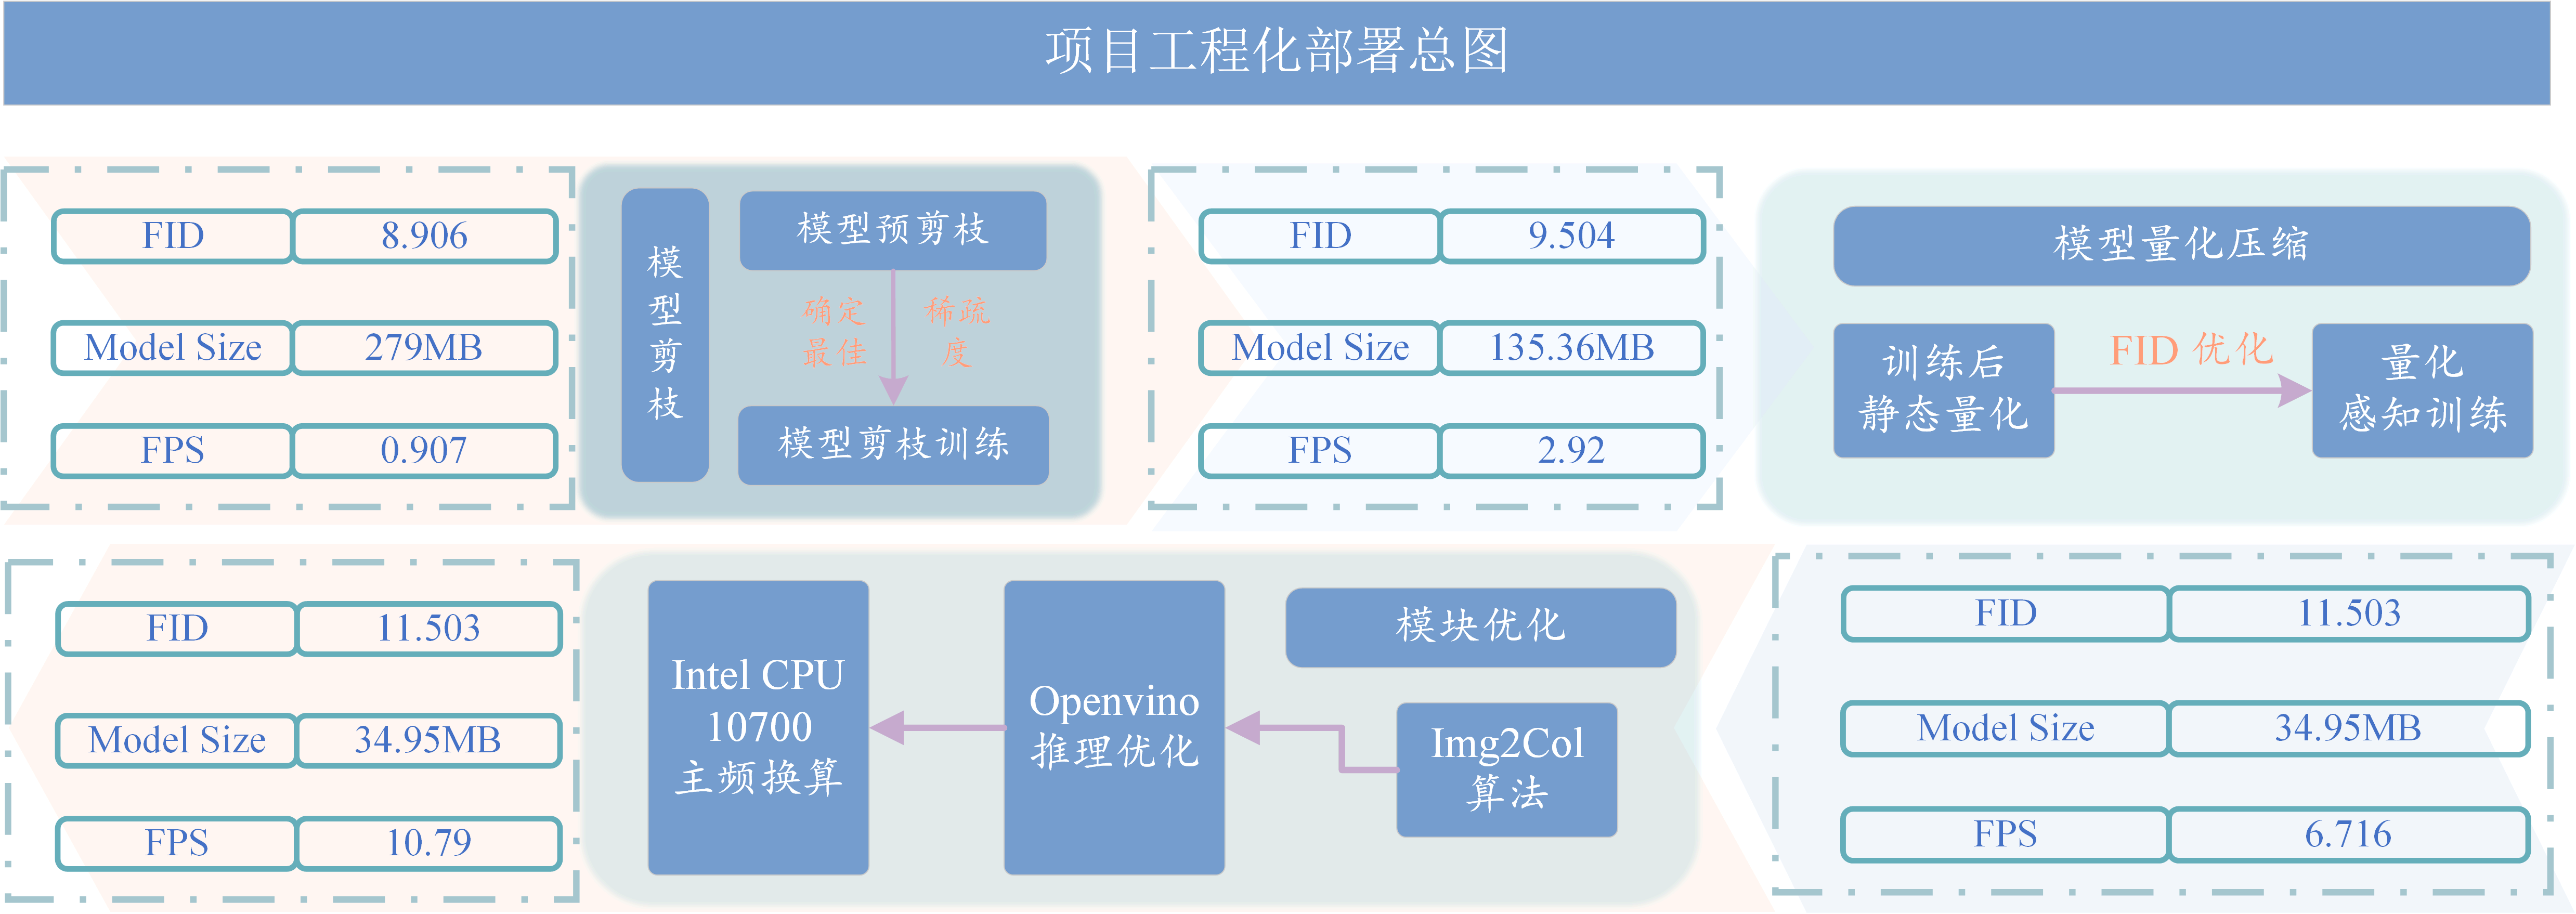 项目工程化部署总图
FID 8.906
Model Size 279MB
FPS 0.907
模型剪枝
模型预剪枝
确定最佳
稀疏度
模型剪枝训练
FID 9.504
Model Size 135.36MB
FPS 2.92
模型量化压缩
训练后
静态量化
FID 优化
量化
感知训练
FID 11.503
Model Size 34.95MB
FPS 6.716
模块优化
Img2Col
算法
Openvino
推理优化
Intel CPU
10700
主频换算
FID 11.503
Model Size 34.95MB
FPS 10.79